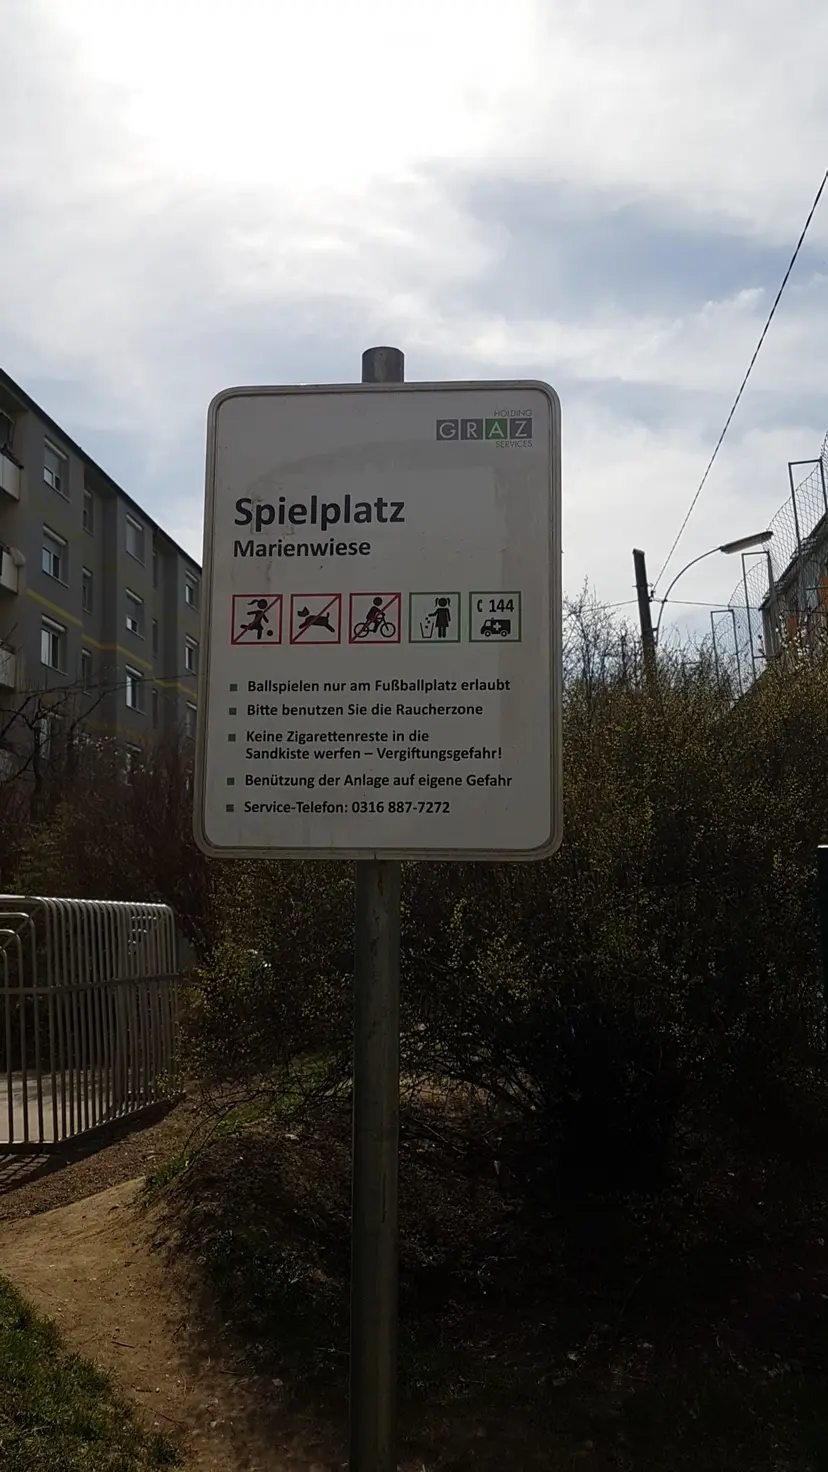 HOLDING
GRAZ
SERVICES
Spielplatz
Marienwiese
144
Ballspielen nur am Fußballplatz erlaubt
Bitte benutzen Sie die Raucherzone
Keine Zigarettenreste in die
Sandkiste werfen – Vergiftungsgefahr!
Benützung der Anlage auf eigene Gefahr
Service-Telefon: 0316 887-7272